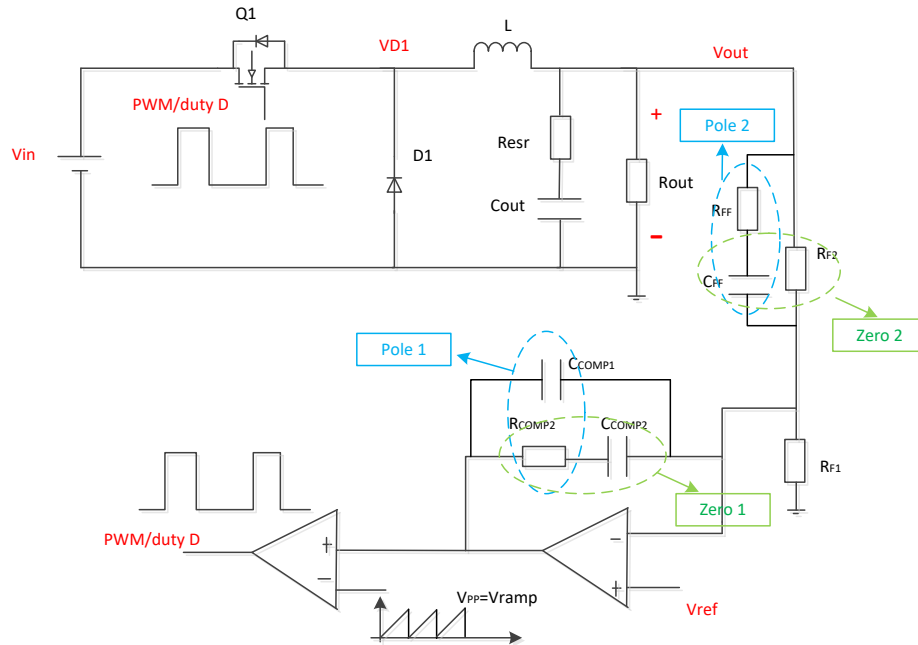 Q1
L
VD1
Vout
PWM/duty D
Pole 2
Vin
D1
Resr
Cout
+
Rout
−
RFF
CFF
RF2
Zero 2
Pole 1
CCOMP1
RCOMP2
CCOMP2
RF1
Zero 1
PWM/duty D
+
−
−
+
VPP=Vramp
Vref